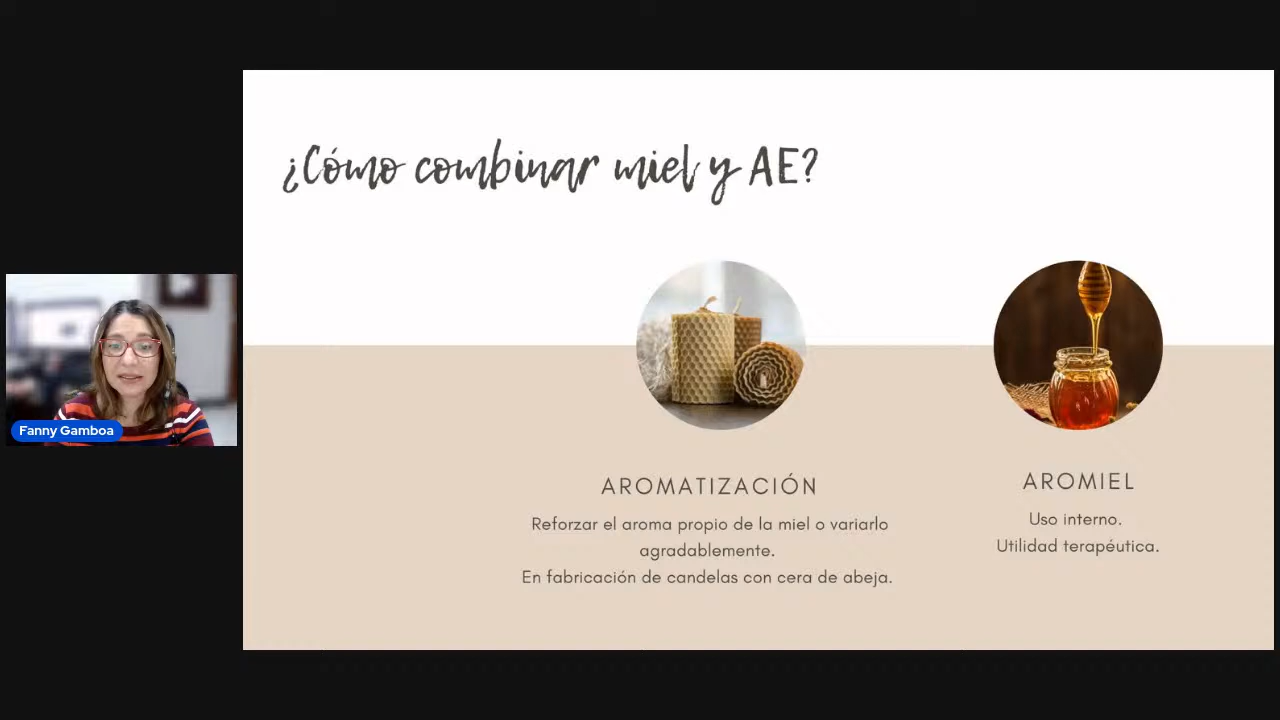 ¿Cómo combinar miel y AE?
Fanny Gamboa
AROMATIZACIÓN
Reforzar el aroma propio de la miel o variarlo
agradablemente.
En fabricación de candelas con cera de abeja.
AROMIEL
Uso interno.
Utilidad terapéutica.